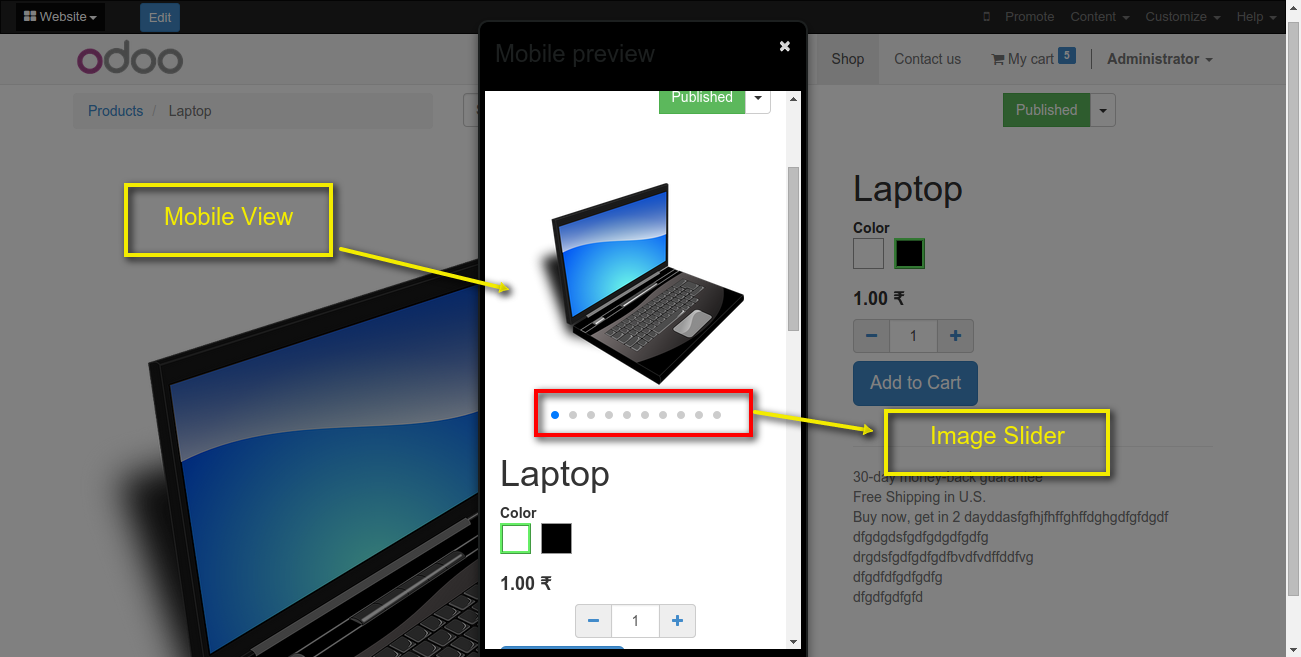 Website
Edit
Promote
Content
Customize
Help
odoo
Shop
Contact us
My cart 5
Administrator
Products / Laptop
Mobile preview
Published
Laptop
Color
1.00 ₹
1
Published
Laptop
Color
1.00 ₹
1
Add to Cart
30-day money-back guarantee
Free Shipping in U.S.
Buy now, get in 2 dayddasfgfhjfhffghffdghgdfgfdgdf
dfgdgdsfgdfgdgdfgdfg
drgdsfgdfgdfgdfbvdfvdffddfvg
dfgdfdfgdfgdfg
dfgdfgdfgfd
Mobile View
Image Slider